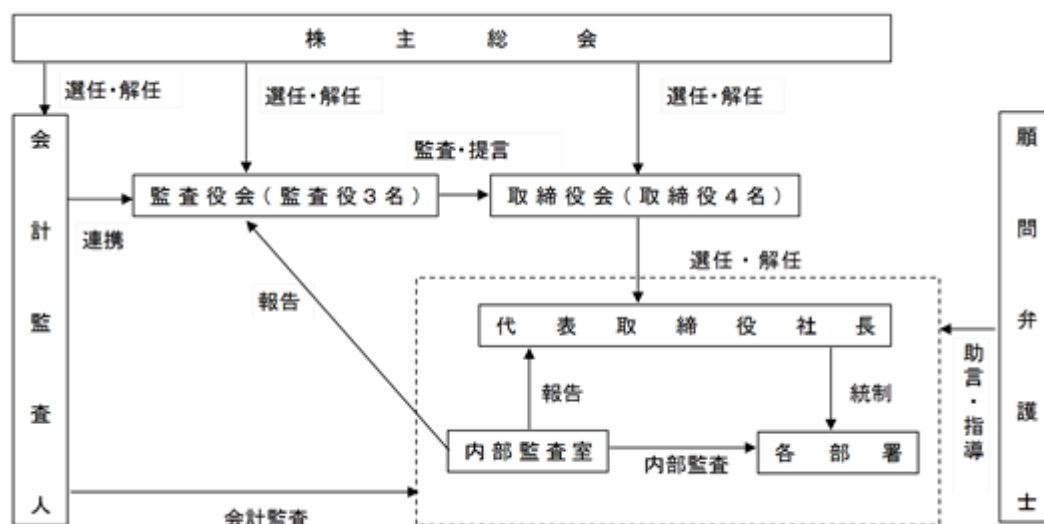 株主総会
選任・解任
選任・解任
選任・解任
会計監査人
顧問弁護士
監査・提言
監査役会(監査役3名)
取締役会(取締役4名)
連携
選任・解任
報告
代表取締役社長
助言・指導
報告
統制
内部監査室
内部監査
各部署
会計監査